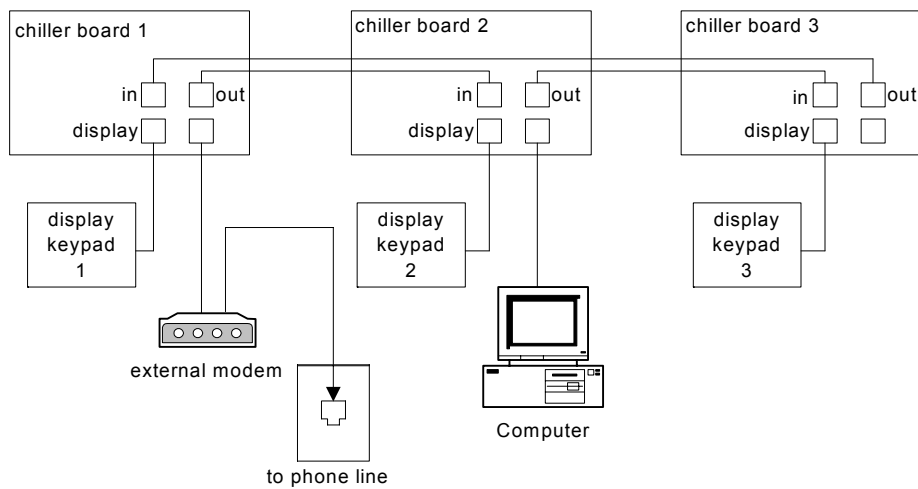 chiller board 1
chiller board 2
chiller board 3
in
out
in
out
in
out
display
display
display
display
keypad
1
display
keypad
2
display
keypad
3
external modem
Computer
to phone line